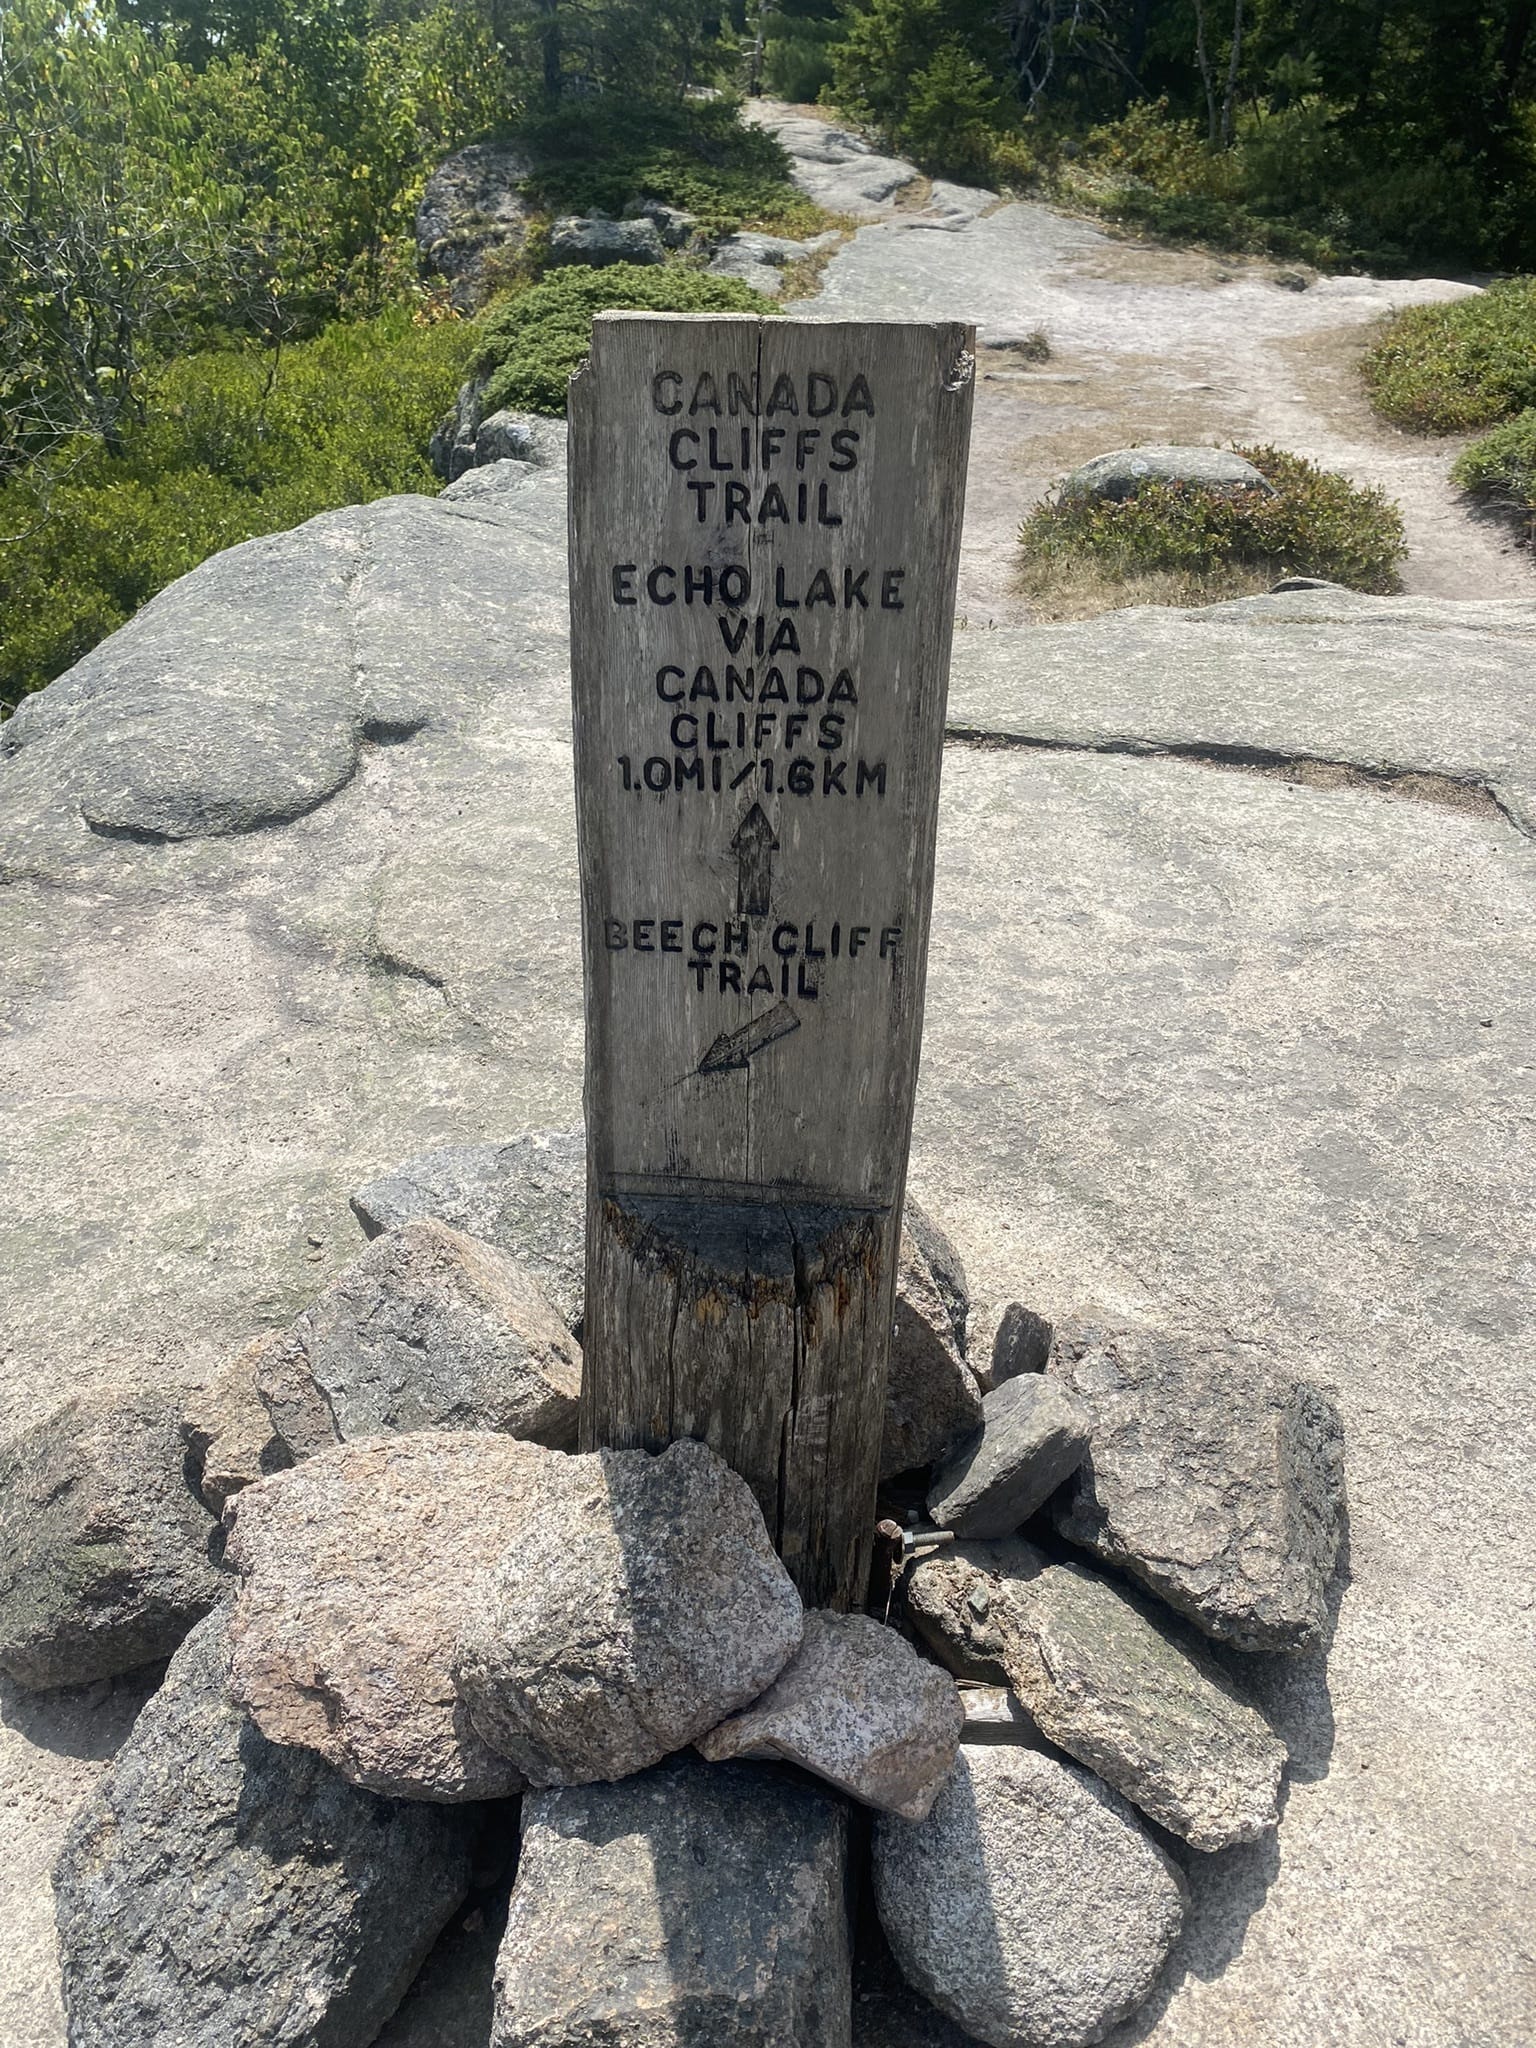 CANADA
CLIFFS
TRAIL
ECHO LAKE
VIA
CANADA
CLIFFS
1.0MI/1.6KM
BEECH CLIFF
TRAIL